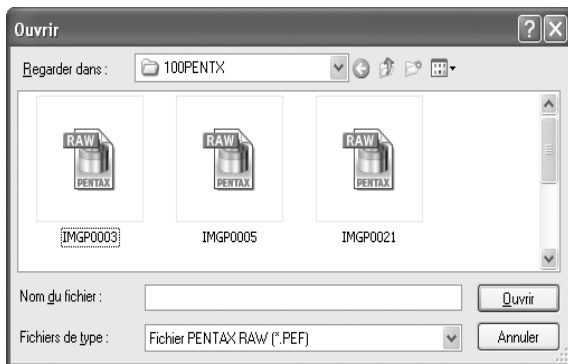 Ouvrir
Regarder dans :
100PENTX
RAW
PENTAX
RAW
PENTAX
RAW
PENTAX
IMGP0003
IMGP0005
IMGP0021
Nom du fichier :
Ouvrir
Fichiers de type :
Fichier PENTAX RAW (*.PEF)
Annuler